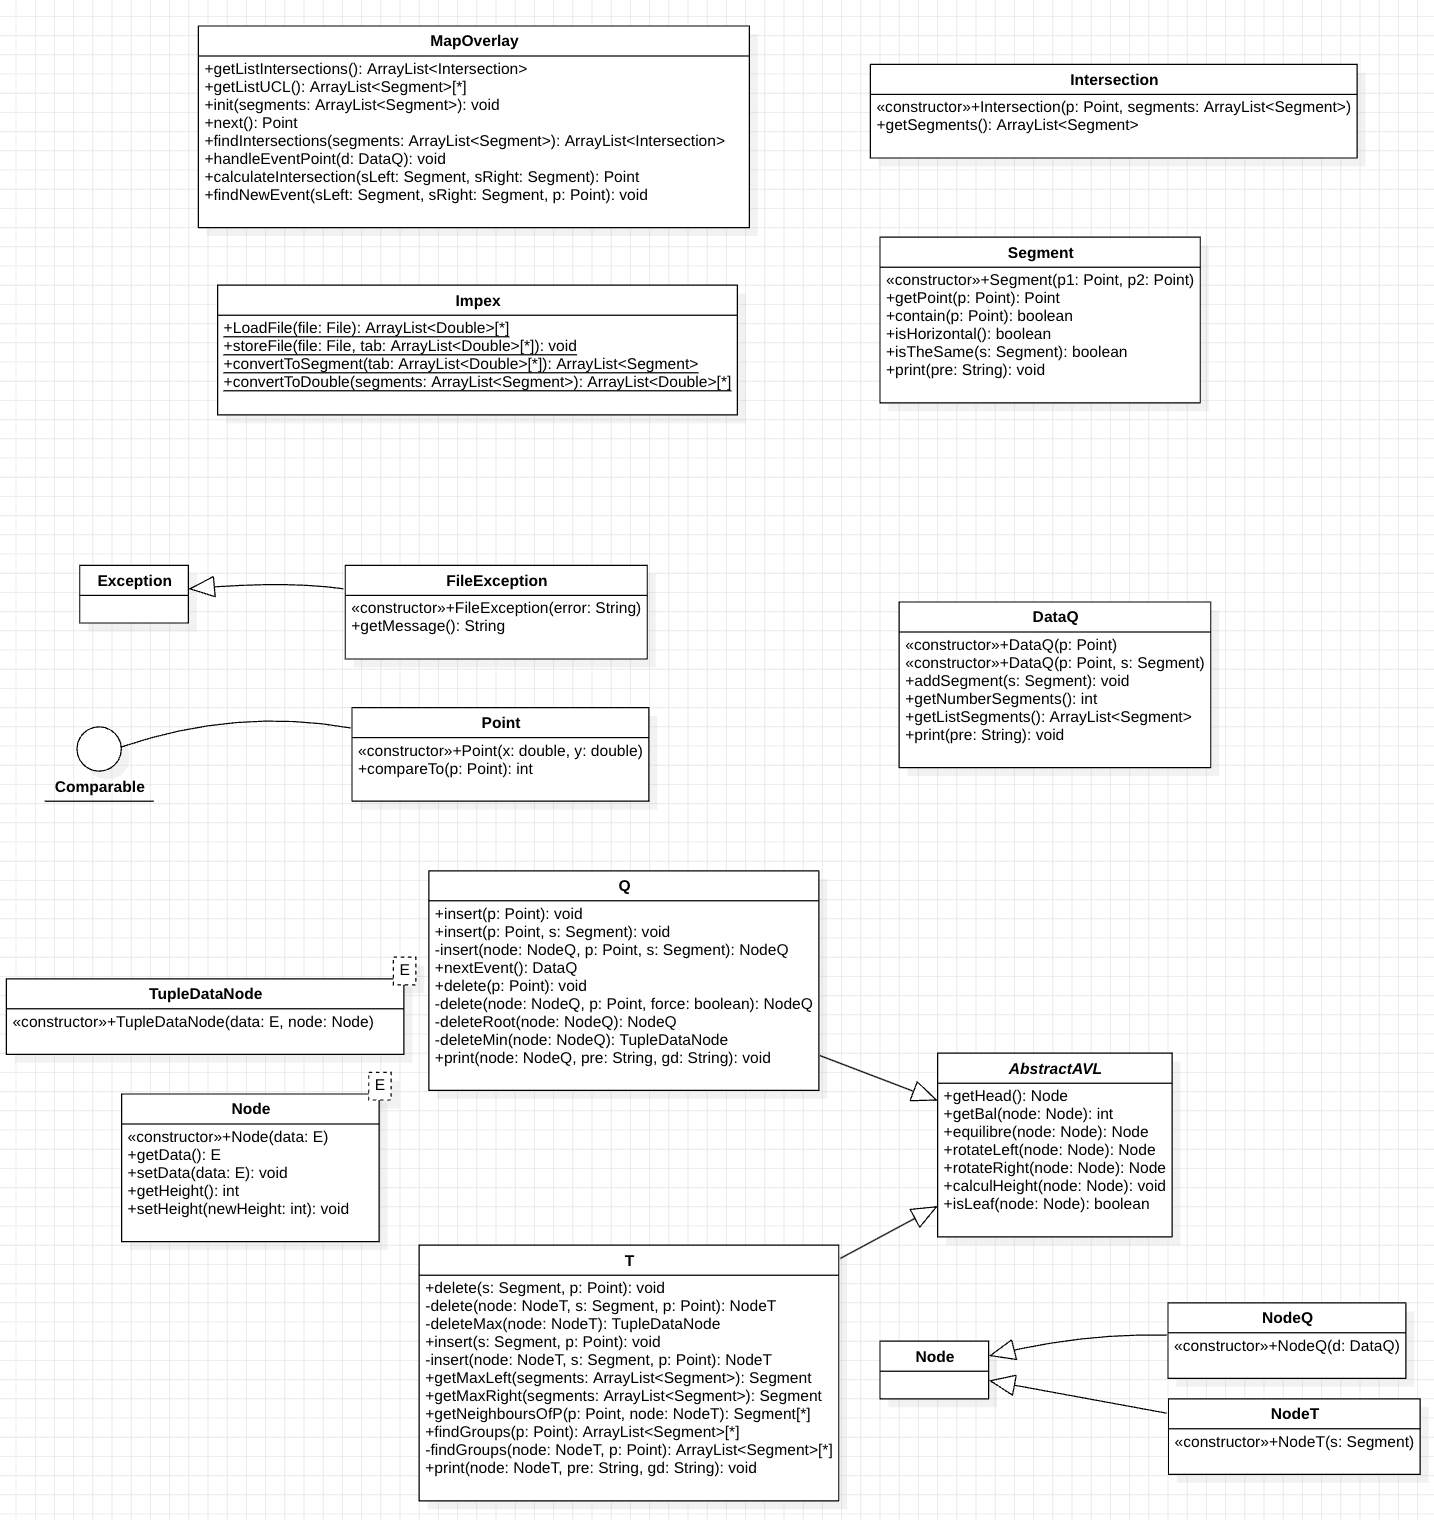 MapOverlay
+getListIntersections(): ArrayList<Intersection>
+getListUCL(): ArrayList<Segment>[*]
+init(segments: ArrayList<Segment>): void
+next(): Point
+findIntersections(segments: ArrayList<Segment>): ArrayList<Intersection>
+handleEventPoint(d: DataQ): void
+calculateIntersection(sLeft: Segment, sRight: Segment): Point
+findNewEvent(sLeft: Segment, sRight: Segment, p: Point): void
Intersection
«constructor»+Intersection(p: Point, segments: ArrayList<Segment>)
+getSegments(): ArrayList<Segment>
Segment
«constructor»+Segment(p1: Point, p2: Point)
+getPoint(p: Point): Point
+contain(p: Point): boolean
+isHorizontal(): boolean
+isTheSame(s: Segment): boolean
+print(pre: String): void
Impex
+LoadFile(file: File): ArrayList<Double>[*]
+storeFile(file: File, tab: ArrayList<Double>[*]): void
+convertToSegment(tab: ArrayList<Double>[*]): ArrayList<Segment>
+convertToDouble(segments: ArrayList<Segment>): ArrayList<Double>[*]
Exception
FileException
«constructor»+FileException(error: String)
+getMessage(): String
DataQ
«constructor»+DataQ(p: Point)
«constructor»+DataQ(p: Point, s: Segment)
+addSegment(s: Segment): void
+getNumberSegments(): int
+getListSegments(): ArrayList<Segment>
+print(pre: String): void
Comparable
Point
«constructor»+Point(x: double, y: double)
+compareTo(p: Point): int
Q
+insert(p: Point): void
+insert(p: Point, s: Segment): void
-insert(node: NodeQ, p: Point, s: Segment): NodeQ
+nextEvent(): DataQ
+delete(p: Point): void
-delete(node: NodeQ, p: Point, force: boolean): NodeQ
-deleteRoot(node: NodeQ): NodeQ
-deleteMin(node: NodeQ): TupleDataNode
+print(node: NodeQ, pre: String, gd: String): void
E
TupleDataNode
«constructor»+TupleDataNode(data: E, node: Node)
E
Node
«constructor»+Node(data: E)
+getData(): E
+setData(data: E): void
+getHeight(): int
+setHeight(newHeight: int): void
AbstractAVL
+getHead(): Node
+getBal(node: Node): int
+equilibre(node: Node): Node
+rotateLeft(node: Node): Node
+rotateRight(node: Node): Node
+calculHeight(node: Node): void
+isLeaf(node: Node): boolean
T
+delete(s: Segment, p: Point): void
-delete(node: NodeT, s: Segment, p: Point): NodeT
-deleteMax(node: NodeT): TupleDataNode
+insert(s: Segment, p: Point): void
-insert(node: NodeT, s: Segment, p: Point): NodeT
+getMaxLeft(segments: ArrayList<Segment>): Segment
+getMaxRight(segments: ArrayList<Segment>): Segment
+getNeighboursOfP(p: Point, node: NodeT): Segment[*]
+findGroups(p: Point): ArrayList<Segment>[*]
-findGroups(node: NodeT, p: Point): ArrayList<Segment>[*]
+print(node: NodeT, pre: String, gd: String): void
Node
NodeQ
«constructor»+NodeQ(d: DataQ)
NodeT
«constructor»+NodeT(s: Segment)